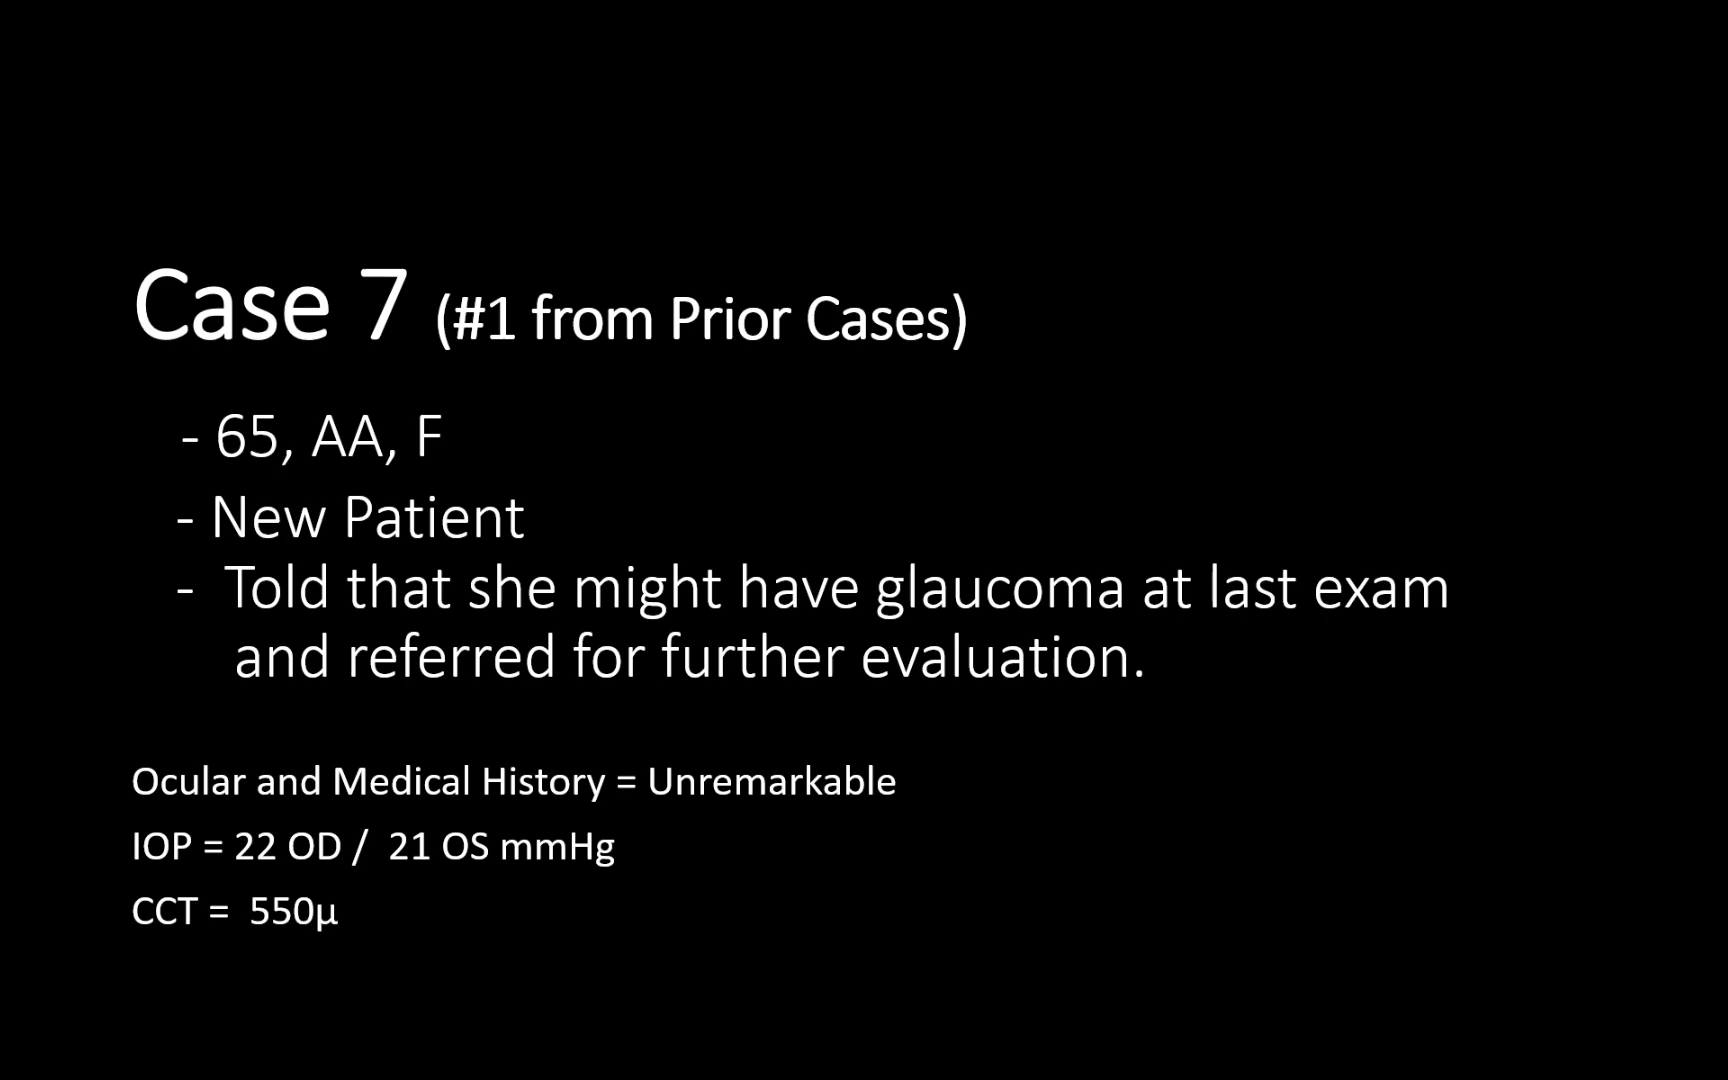 Case 7 (#1 from Prior Cases)
- 65, AA, F
- New Patient
- Told that she might have glaucoma at last exam
and referred for further evaluation.
Ocular and Medical History = Unremarkable
IOP = 22 OD / 21 OS mmHg
CCT = 550µ